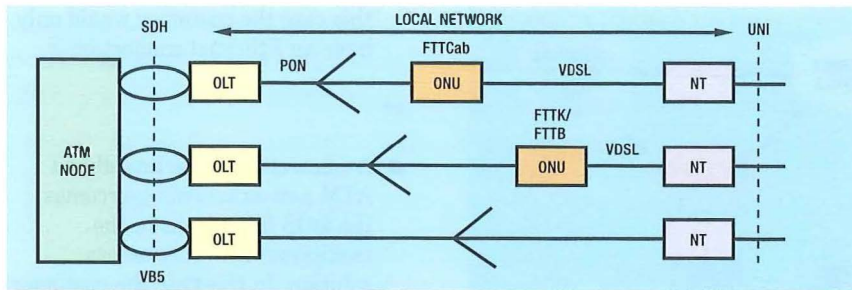 SDH
LOCAL NETWORK
UNI
FTTCab
OLT
PON
ONU
VDSL
NT
FTTK/
FTTB
ATM
NODE
OLT
ONU
VDSL
NT
OLT
NT
VB5